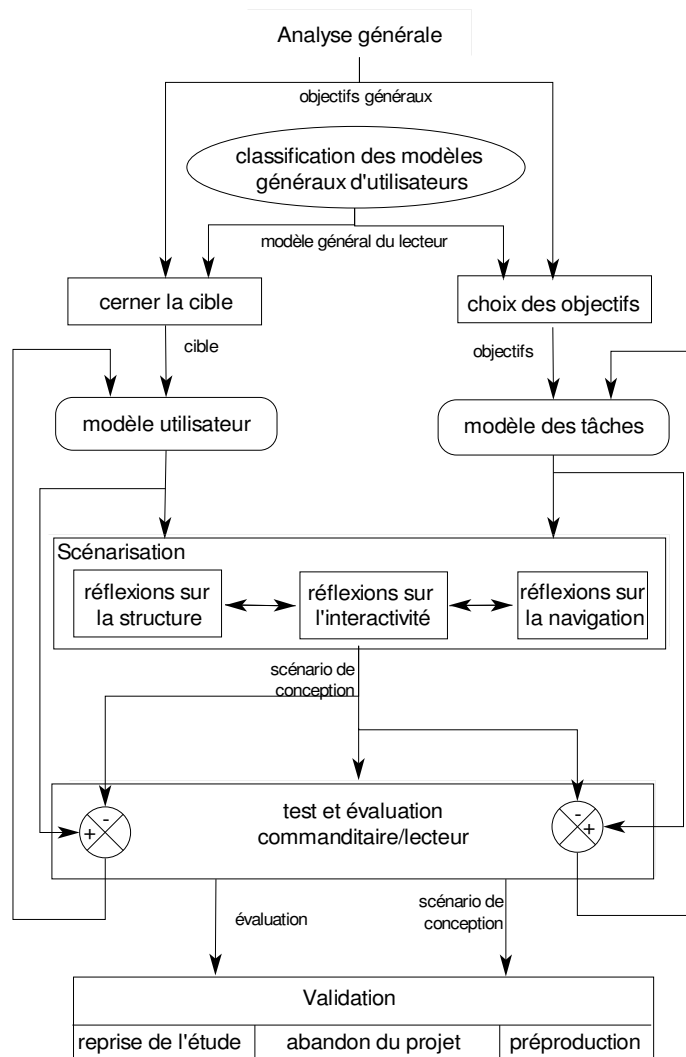 Analyse générale
objectifs généraux
classification des modèles
généraux d'utilisateurs
modèle général du lecteur
cerner la cible
choix des objectifs
cible
objectifs
modèle utilisateur
modèle des tâches
Scénarisation
réflexions sur
la structure
réflexions sur
l'interactivité
réflexions sur
la navigation
scénario de
conception
test et évaluation
commanditaire/lecteur
-
+
-
+
évaluation
scénario de
conception
Validation
reprise de l'étude
abandon du projet
préproduction